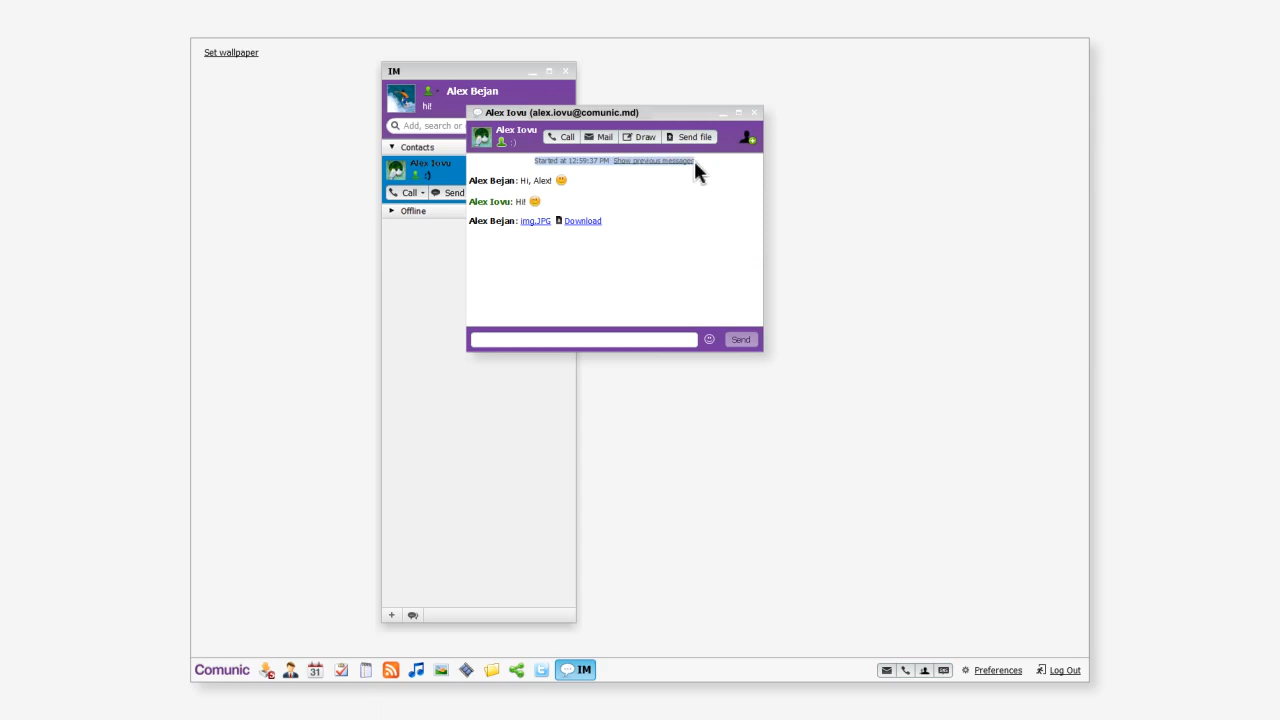 Set wallpaper
IM
Alex Bejan
hi!
Add, search or
Contacts
Alex Iovu
:)
Call
Send
Offline
Alex Iovu (alex.iovu@comunic.md)
Alex Iovu
:)
Call
Mail
Draw
Send file
Started at 12:59:37 PM Show previous messages
Alex Bejan: Hi, Alex!
Alex Iovu: Hi!
Alex Bejan: img.JPG Download
Send
Comunic
31
IM
Preferences
Log Out